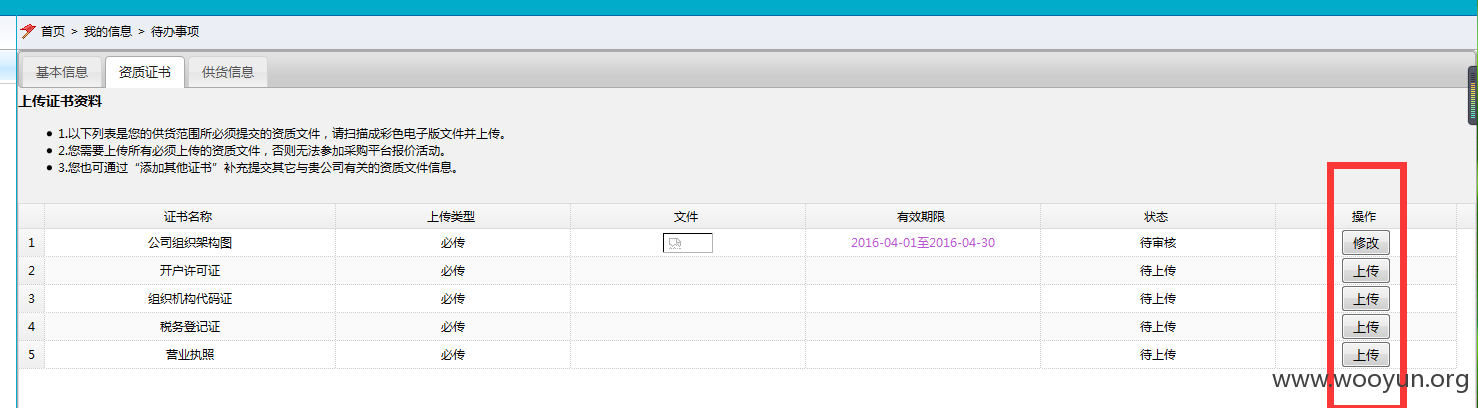 首页 > 我的信息 > 待办事项
基本信息 资质证书 供货信息
上传证书资料
1.以下列表是您的供货范围所必须提交的资质文件，请扫描成彩色电子版文件并上传。
2.您需要上传所有必须上传的资质文件，否则无法参加采购平台报价活动。
3.您也可通过“添加其他证书”补充提交其它与贵公司有关的资质文件信息。
证书名称 上传类型 文件 有效期限 状态 操作
1 公司组织架构图 必传 2016-04-01至2016-04-30 待审核 修改
2 开户许可证 必传 待上传 上传
3 组织机构代码证 必传 待上传 上传
4 税务登记证 必传 待上传 上传
5 营业执照 必传 待上传 上传
www.wooyun.org